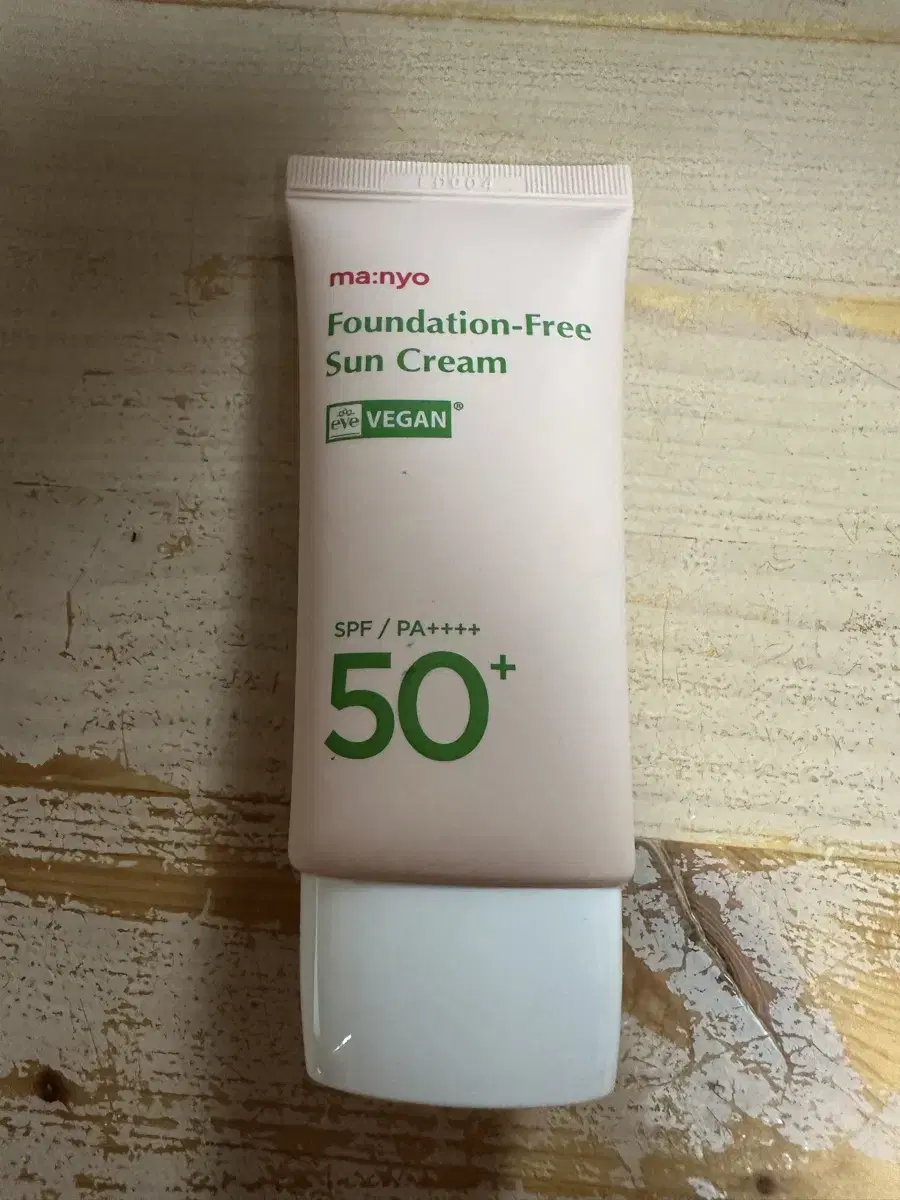 ma:nyo
Foundation-Free
Sun Cream
eve VEGAN®
SPF / PA++++
50+